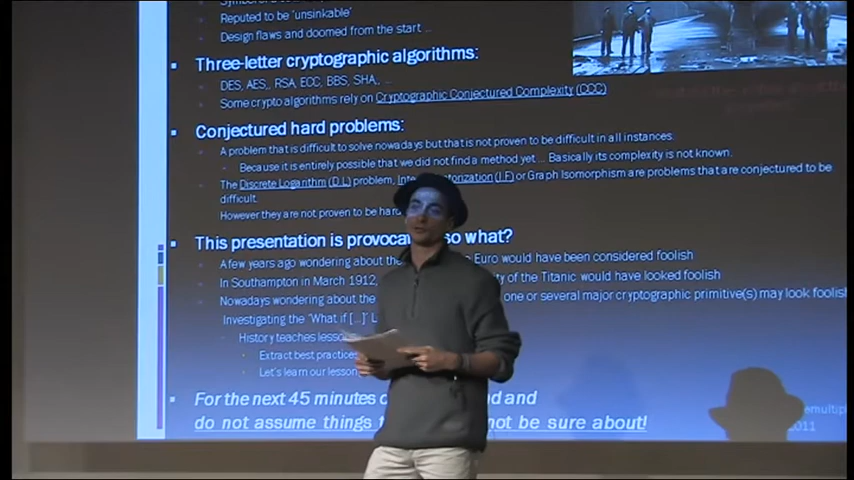 Reputed to be 'unsinkable'
Design flaws and doomed from the start ...
Three-letter cryptographic algorithms:
DES, AES, RSA, ECC, BBS, SHA, ...
Some crypto algorithms rely on Cryptographic Conjectured Complexity (CCC)
Conjectured hard problems:
A problem that is difficult to solve nowadays but that is not proven to be difficult in all instances.
Because it is entirely possible that we did not find a method yet ... Basically its complexity is not known.
The Discrete Logarithm (DL) problem, Inte torization (IF) or Graph Isomorphism are problems that are conjectured to be
difficult.
However they are not proven to be har
This presentation is provoca so what?
A few years ago wondering about the Euro would have been considered foolish
In Southampton in March 1912, ty of the Titanic would have looked foolish
Nowadays wondering about the one or several major cryptographic primitive(s) may look foolish
Investigating the "What if [...]"
History teaches lesso
Extract best practices
Let's learn our lesson
For the next 45 minutes nd and
do not assume things not be sure about!
2011